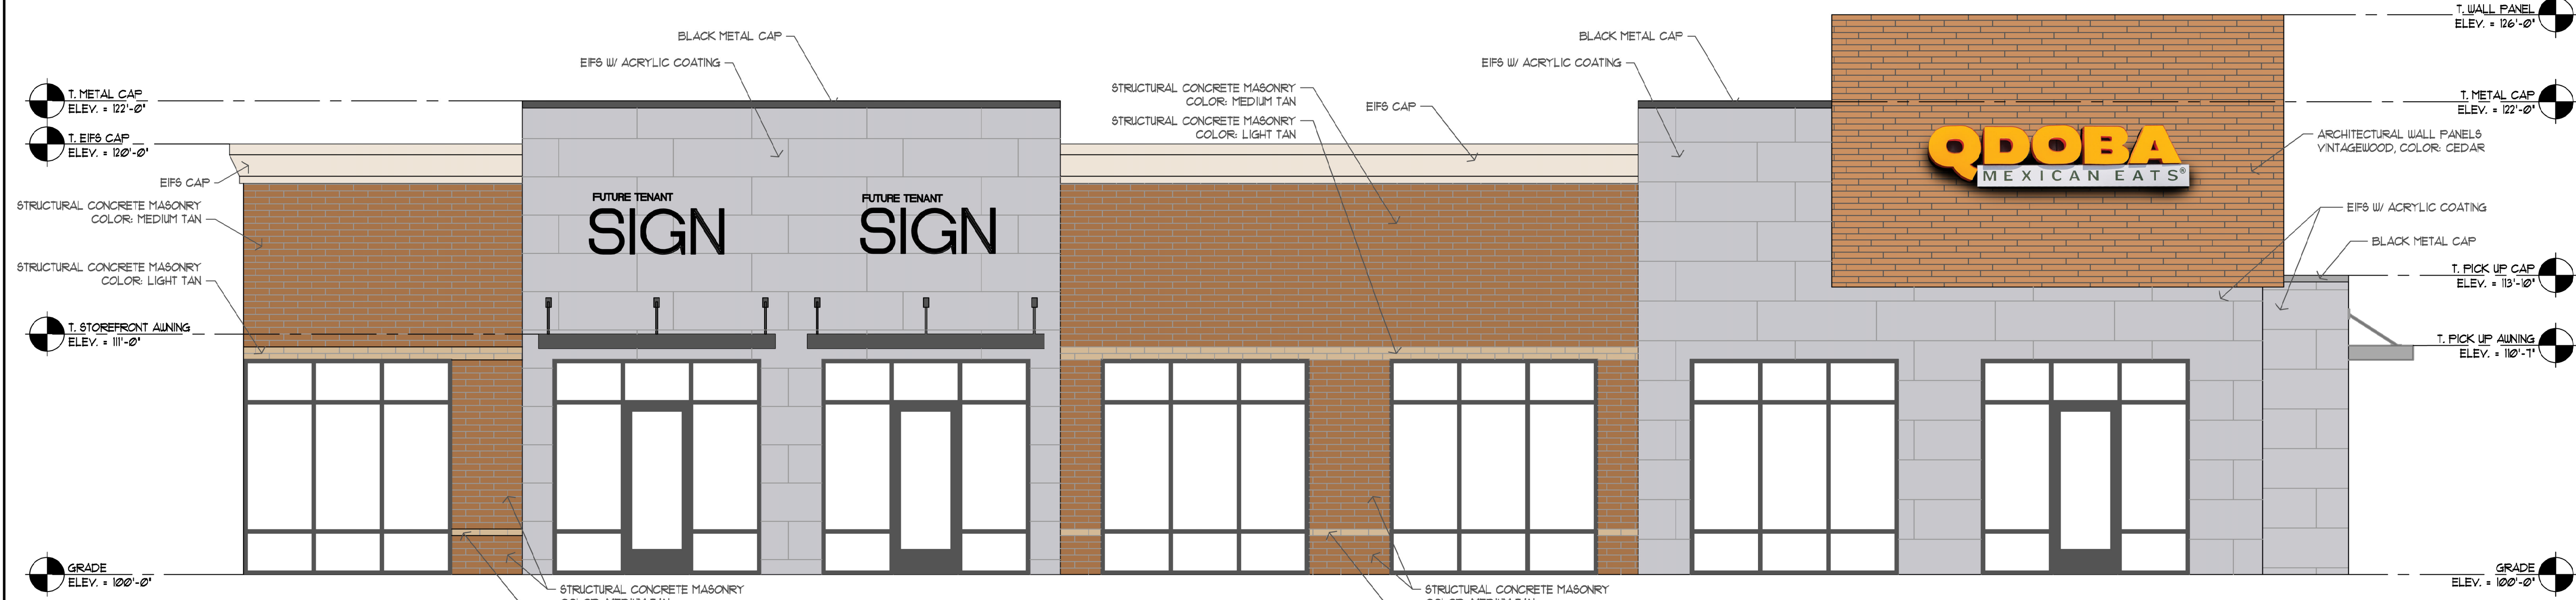 T. METAL CAP
ELEV. = 122'-0"
T. EIFS CAP
ELEV. = 120'-0"
EIFS CAP
STRUCTURAL CONCRETE MASONRY
COLOR: MEDIUM TAN
STRUCTURAL CONCRETE MASONRY
COLOR: LIGHT TAN
T. STOREFRONT AWNING
ELEV. = 111'-0"
GRADE
ELEV. = 100'-0"
BLACK METAL CAP
EIFS W/ ACRYLIC COATING
FUTURE TENANT
SIGN
FUTURE TENANT
SIGN
STRUCTURAL CONCRETE MASONRY
STRUCTURAL CONCRETE MASONRY
COLOR: MEDIUM TAN
STRUCTURAL CONCRETE MASONRY
COLOR: LIGHT TAN
EIFS CAP
STRUCTURAL CONCRETE MASONRY
BLACK METAL CAP
EIFS W/ ACRYLIC COATING
QDOBA
MEXICAN EATS®
T. WALL PANEL
ELEV. = 126'-0"
T. METAL CAP
ELEV. = 122'-0"
ARCHITECTURAL WALL PANELS
VINTAGEWOOD, COLOR: CEDAR
EIFS W/ ACRYLIC COATING
BLACK METAL CAP
T. PICK UP CAP
ELEV. = 113'-10"
T. PICK UP AWNING
ELEV. = 110'-7"
GRADE
ELEV. = 100'-0"